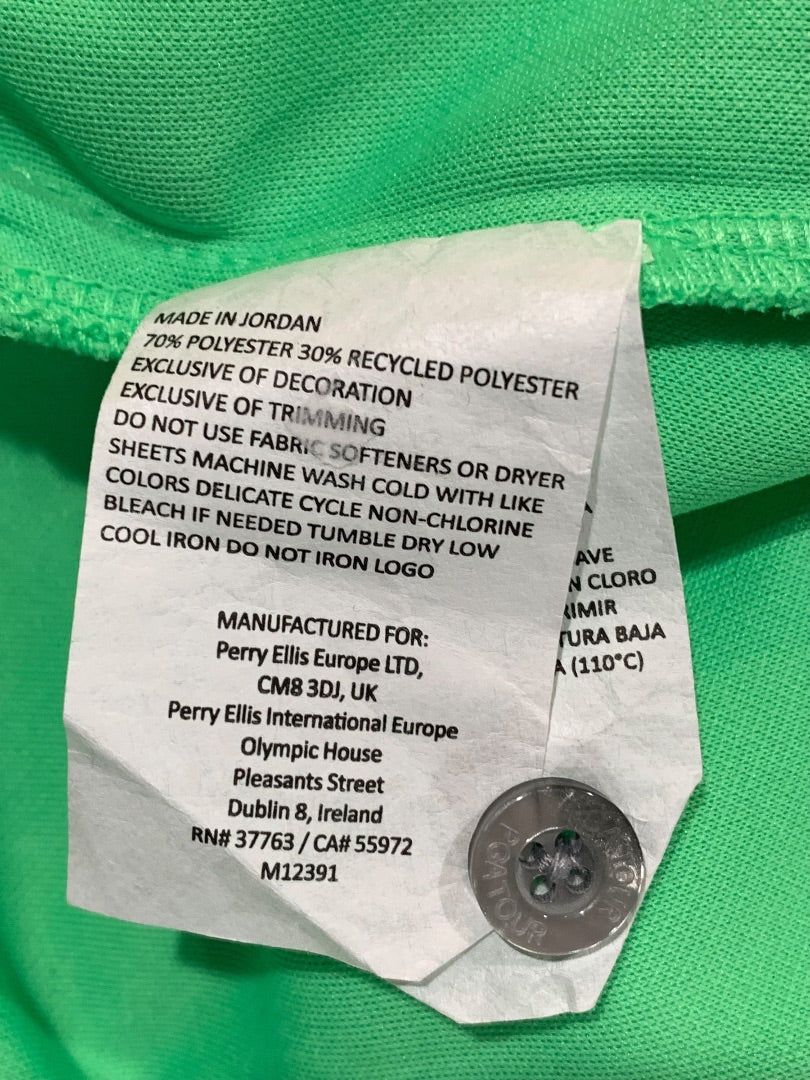 MADE IN JORDAN
70% POLYESTER 30% RECYCLED POLYESTER
EXCLUSIVE OF DECORATION
EXCLUSIVE OF TRIMMING
DO NOT USE FABRIC SOFTENERS OR DRYER
SHEETS MACHINE WASH COLD WITH LIKE
COLORS DELICATE CYCLE NON-CHLORINE
BLEACH IF NEEDED TUMBLE DRY LOW
COOL IRON DO NOT IRON LOGO
MANUFACTURED FOR:
Perry Ellis Europe LTD,
CM8 3DJ, UK
Perry Ellis International Europe
Olympic House
Pleasants Street
Dublin 8, Ireland
RN# 37763 / CA# 55972
M12391
AVE
N CLORO
RIMIR
TURA BAJA
A (110°C)
PGA TOUR
PGA TOUR